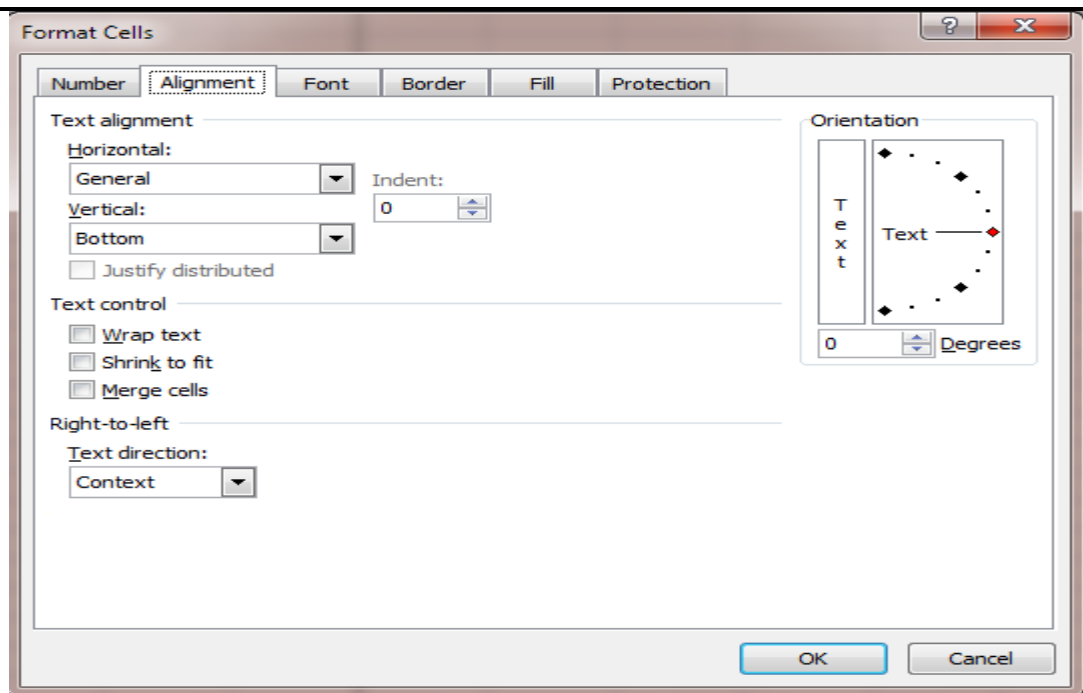 Format Cells
?
Number Alignment Font Border Fill Protection
Text alignment
Horizontal:
General
Indent:
0
Vertical:
Bottom
Justify distributed
Text control
Wrap text
Shrink to fit
Merge cells
Right-to-left
Text direction:
Context
Orientation
Text
Text
0 Degrees
OK Cancel